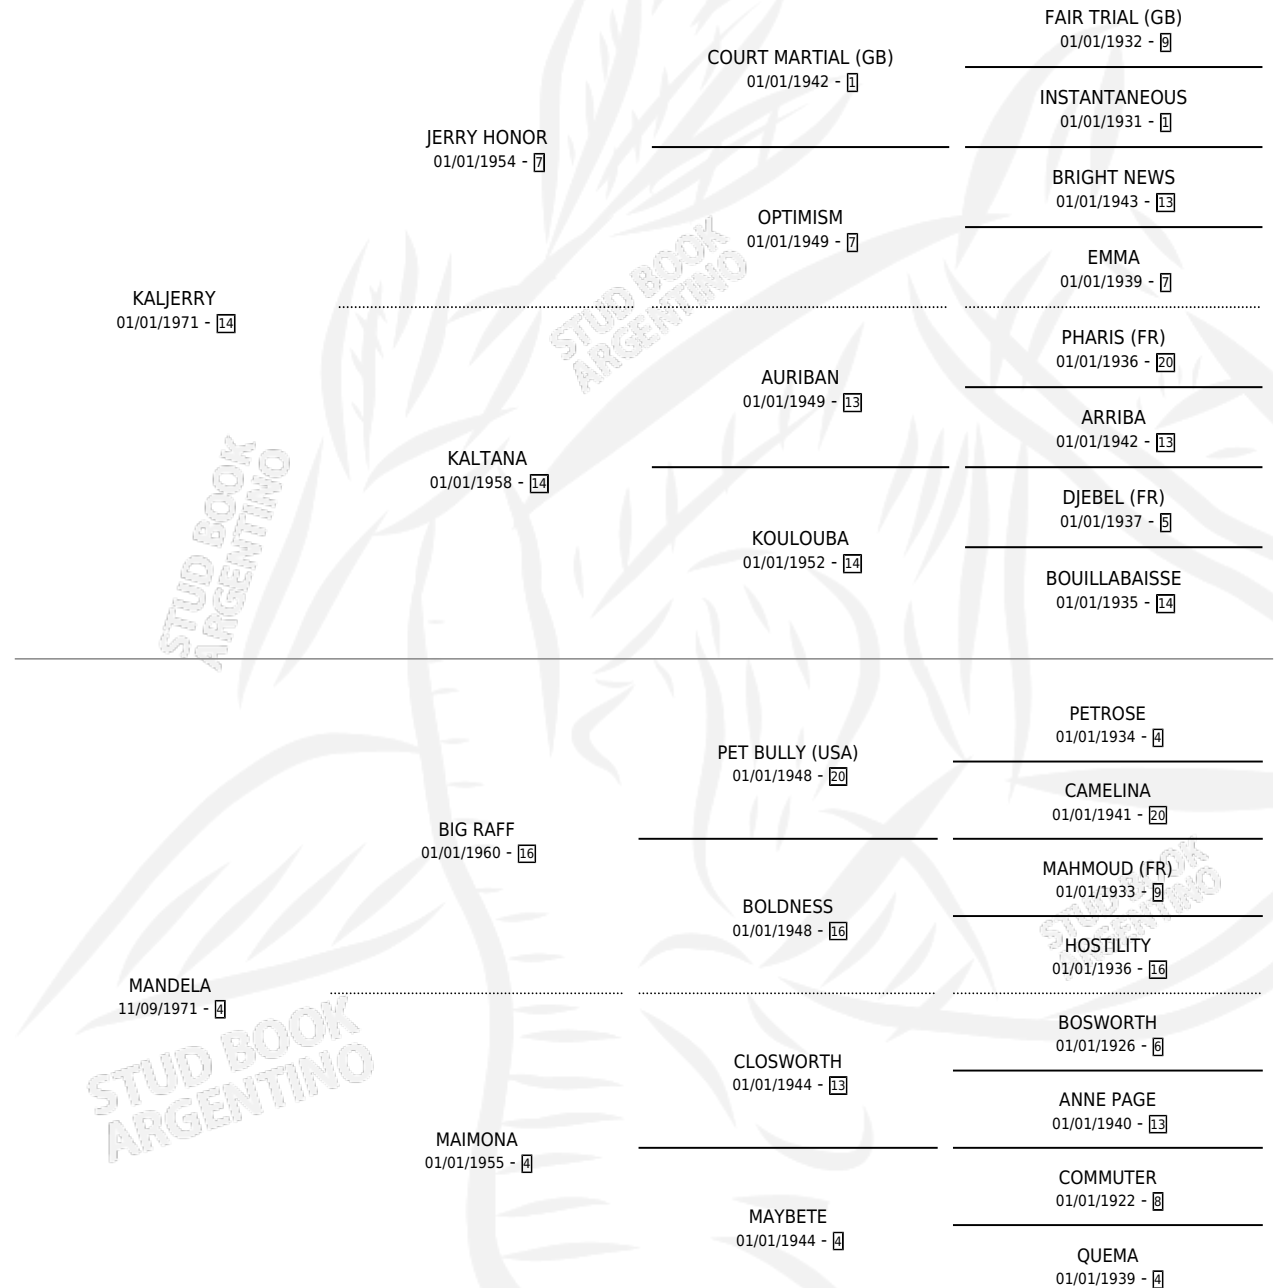 FAIR TRIAL (GB)
01/01/1932 - 9
COURT MARTIAL (GB)
01/01/1942 - 1
INSTANTANEOUS
01/01/1931 - 1
JERRY HONOR
01/01/1954 - 7
BRIGHT NEWS
01/01/1943 - 13
OPTIMISM
01/01/1949 - 7
EMMA
01/01/1939 - 7
KALJERRY
01/01/1971 - 14
PHARIS (FR)
01/01/1936 - 20
AURIBAN
01/01/1949 - 13
ARRIBA
01/01/1942 - 13
KALTANA
01/01/1958 - 14
DJEBEL (FR)
01/01/1937 - 5
KOULOUBA
01/01/1952 - 14
BOUILLABAISSE
01/01/1935 - 14
PETROSE
01/01/1934 - 4
PET BULLY (USA)
01/01/1948 - 20
CAMELINA
01/01/1941 - 20
BIG RAFF
01/01/1960 - 16
MAHMOUD (FR)
01/01/1933 - 9
BOLDNESS
01/01/1948 - 16
HOSTILITY
01/01/1936 - 16
MANDELA
11/09/1971 - 4
BOSWORTH
01/01/1926 - 6
CLOSWORTH
01/01/1944 - 13
ANNE PAGE
01/01/1940 - 13
MAIMONA
01/01/1955 - 4
COMMUTER
01/01/1922 - 8
MAYBETE
01/01/1944 - 4
QUEMA
01/01/1939 - 4
STUD BOOK
ARGENTINO
STUD BOOK
ARGENTINO
STUD BOOK
ARGENTINO
STUD BOOK
ARGENTINO